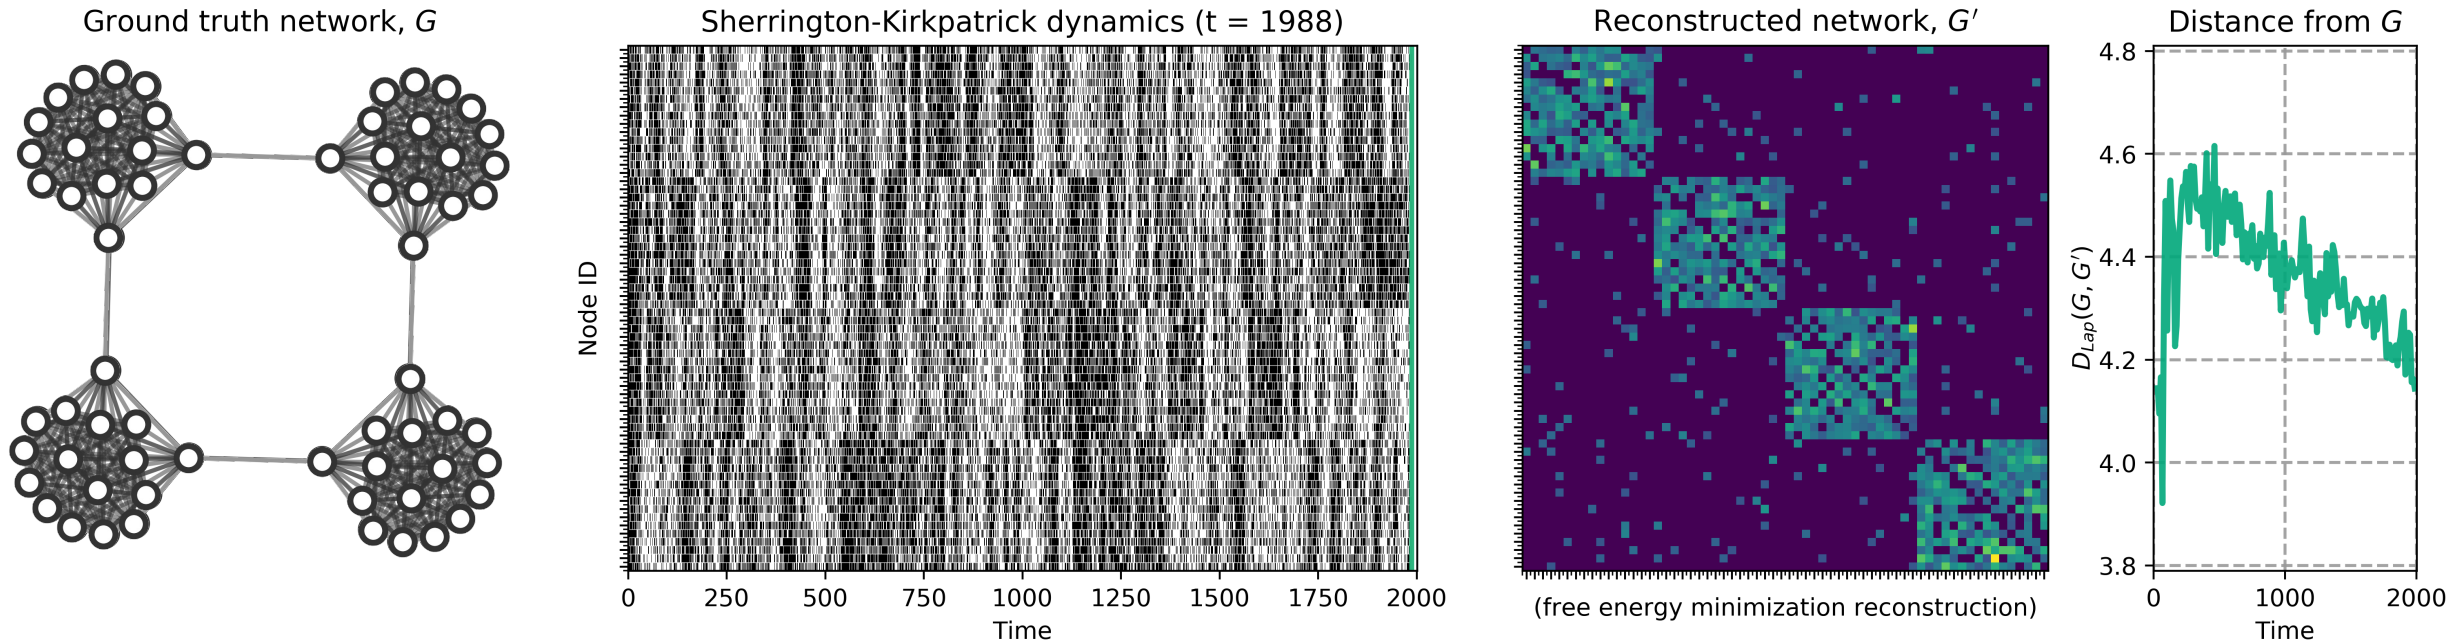 Ground truth network, G
Sherrington-Kirkpatrick dynamics (t = 1988)
Node ID
0 250 500 750 1000 1250 1500 1750 2000
Time
Reconstructed network, G′
(free energy minimization reconstruction)
Distance from G
D_Lap(G, G′)
4.8
4.6
4.4
4.2
4.0
3.8
0 1000 2000
Time